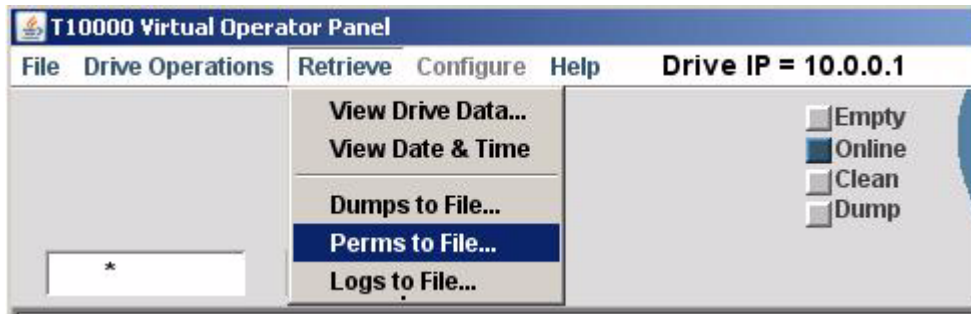 T10000 Virtual Operator Panel
File Drive Operations Retrieve Configure Help Drive IP = 10.0.0.1
View Drive Data...
View Date & Time
Dumps to File...
Perms to File...
Logs to File...
Empty
Online
Clean
Dump
*